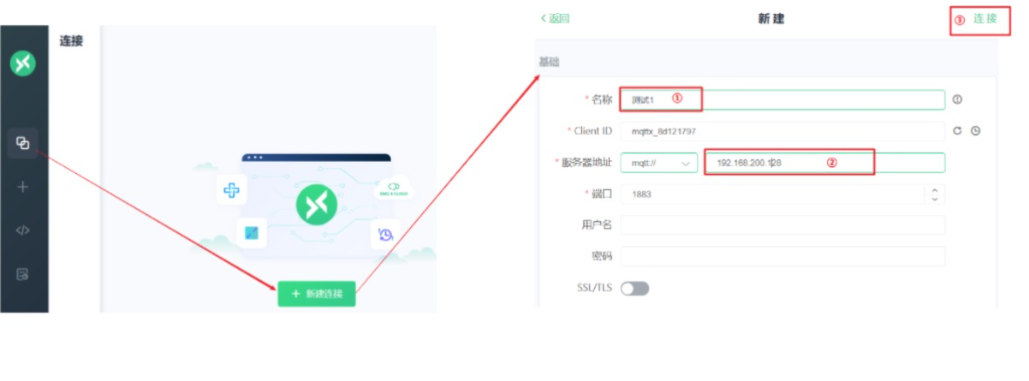 连接
+ 新建连接
< 返回
新建
③ 连接
基础
* 名称
测试1
①
* Client ID
mqttx_8d121797
* 服务器地址
mqtt://
192.168.200.128
②
* 端口
1883
用户名
密码
SSL/TLS